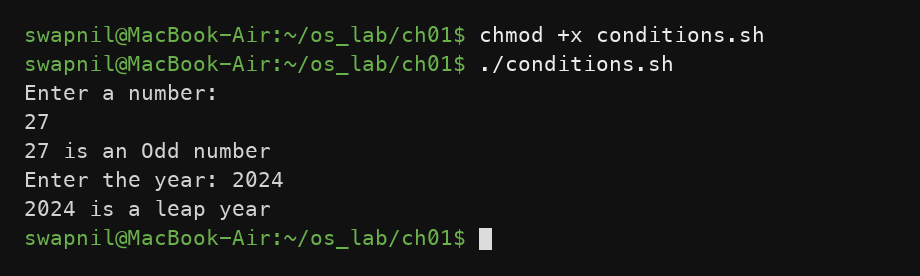 swapnil@MacBook-Air:~/os_lab/ch01$ chmod +x conditions.sh
swapnil@MacBook-Air:~/os_lab/ch01$ ./conditions.sh
Enter a number:
27
27 is an Odd number
Enter the year: 2024
2024 is a leap year
swapnil@MacBook-Air:~/os_lab/ch01$